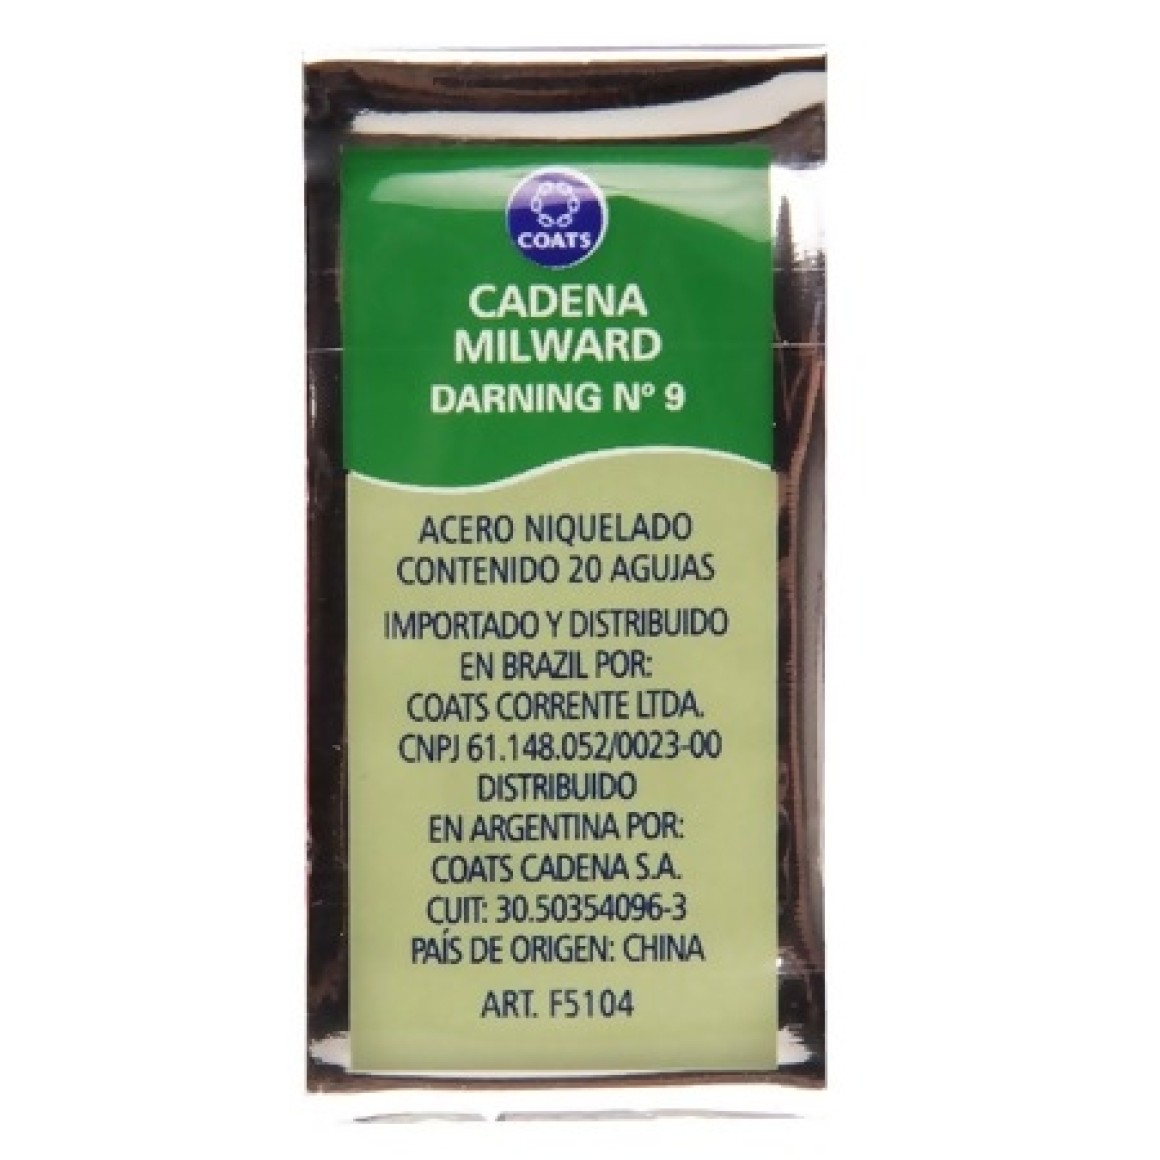 COATS
CADENA
MILWARD
DARNING Nº 9
ACERO NIQUELADO
CONTENIDO 20 AGUJAS
IMPORTADO Y DISTRIBUIDO
EN BRAZIL POR:
COATS CORRENTE LTDA.
CNPJ 61.148.052/0023-00
DISTRIBUIDO
EN ARGENTINA POR:
COATS CADENA S.A.
CUIT: 30.50354096-3
PAÍS DE ORIGEN: CHINA
ART. F5104